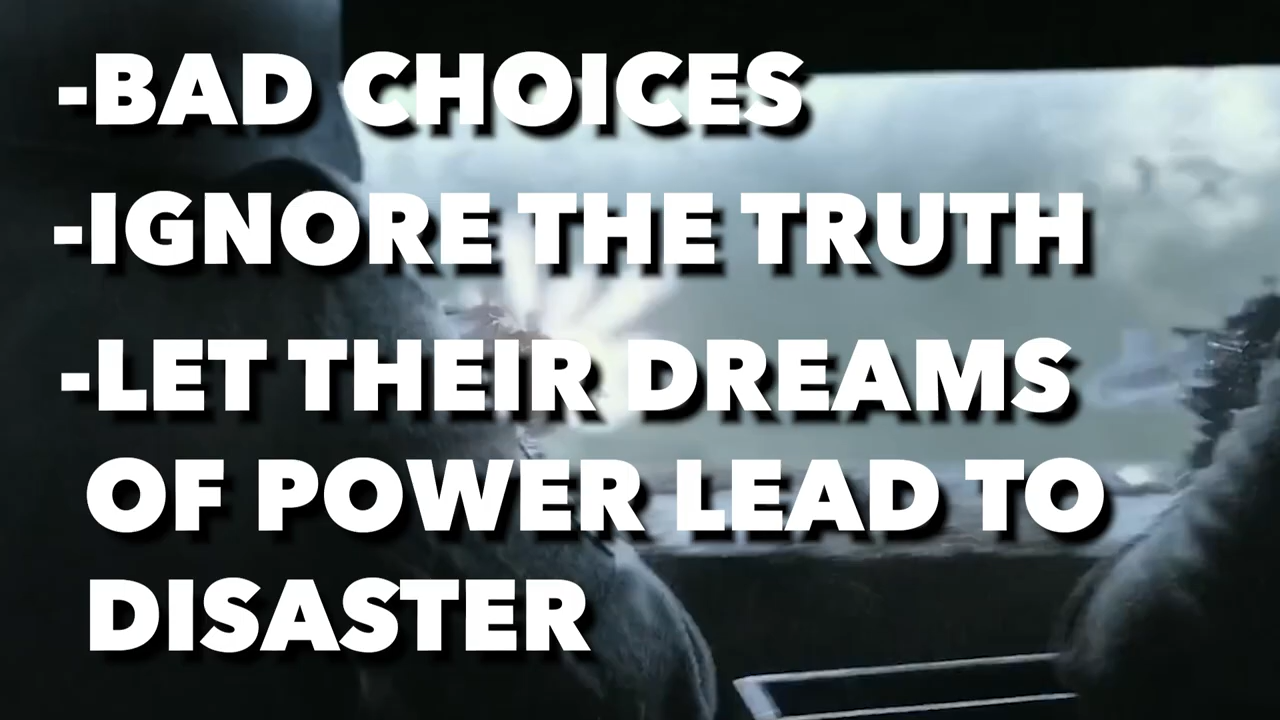 -BAD CHOICES
-IGNORE THE TRUTH
-LET THEIR DREAMS
OF POWER LEAD TO
DISASTER